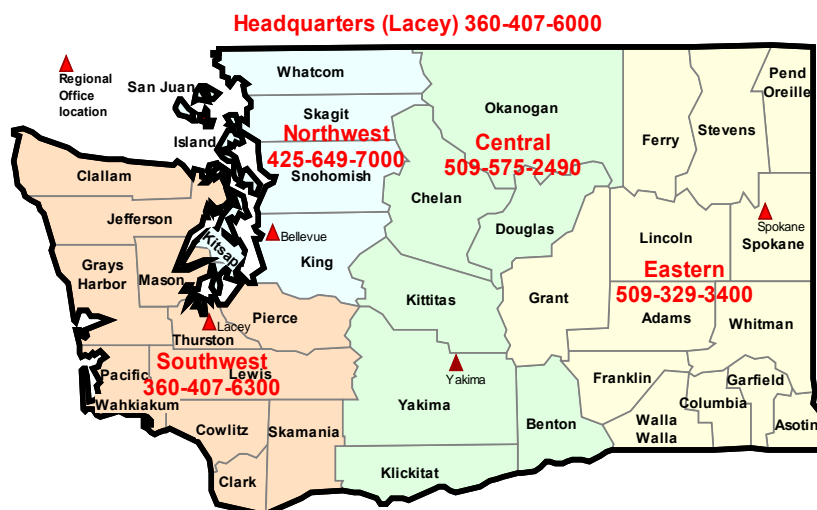 Headquarters (Lacey) 360-407-6000
Regional
Office
location
San Juan
Whatcom
Skagit
Island
Northwest
425-649-7000
Snohomish
Okanogan
Central
509-575-2490
Ferry
Stevens
Pend
Oreille
Clallam
Jefferson
Chelan
Douglas
Kitsap
Bellevue
King
Lincoln
Spokane
Spokane
Grays
Harbor
Mason
Kittitas
Grant
Eastern
509-329-3400
Adams
Whitman
Pierce
Lacey
Thurston
Southwest
360-407-6300
Pacific
Lewis
Wahkiakum
Yakima
Yakima
Franklin
Garfield
Columbia
Cowlitz
Skamania
Benton
Walla
Walla
Asotin
Clark
Klickitat